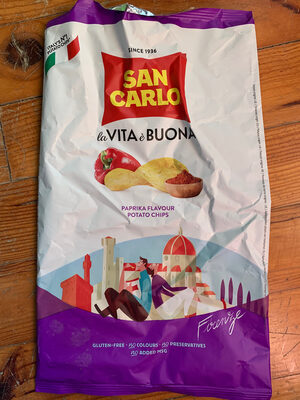 SINCE 1936
SAN
CARLO
la VITA è BUONA
PAPRIKA FLAVOUR
POTATO CHIPS
Firenze
GLUTEN-FREE · NO COLOURS · NO PRESERVATIVES
NO ADDED MSG